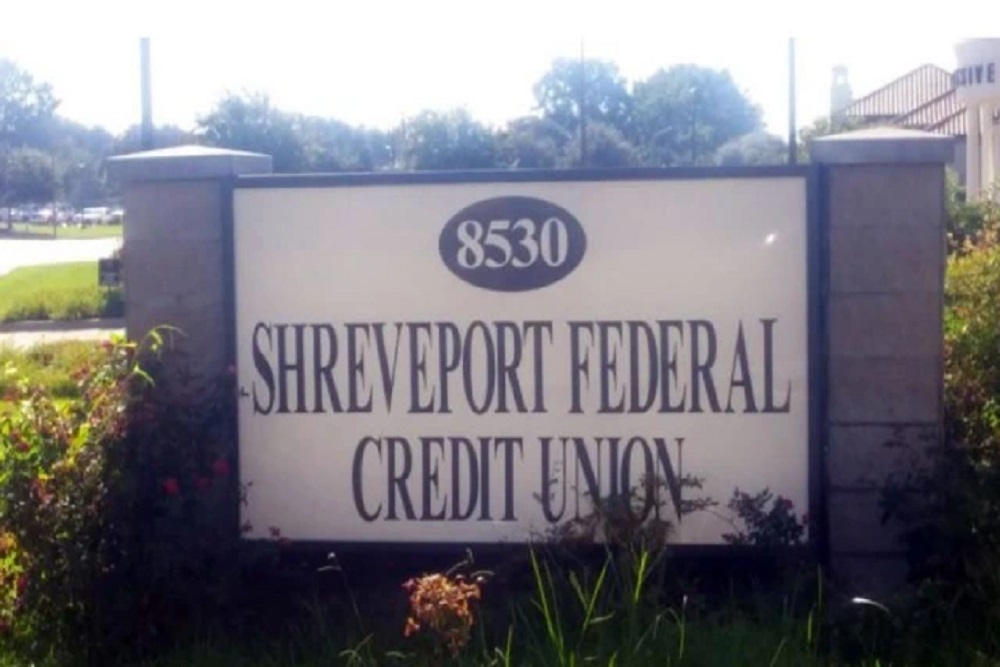 8530
SHREVEPORT FEDERAL
CREDIT UNION